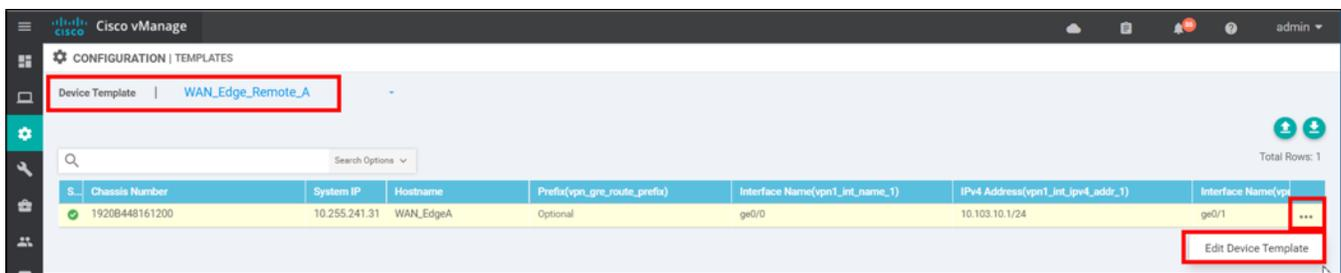 cisco Cisco vManage admin
CONFIGURATION | TEMPLATES
Device Template | WAN_Edge_Remote_A
Search Options
Total Rows: 1
S... Chassis Number System IP Hostname Prefix(vpn_gre_route_prefix) Interface Name(vpn1_int_name_1) IPv4 Address(vpn1_int_ipv4_addr_1) Interface Name(vp
1920B448161200 10.255.241.31 WAN_EdgeA Optional ge0/0 10.103.10.1/24 ge0/1 ...
Edit Device Template